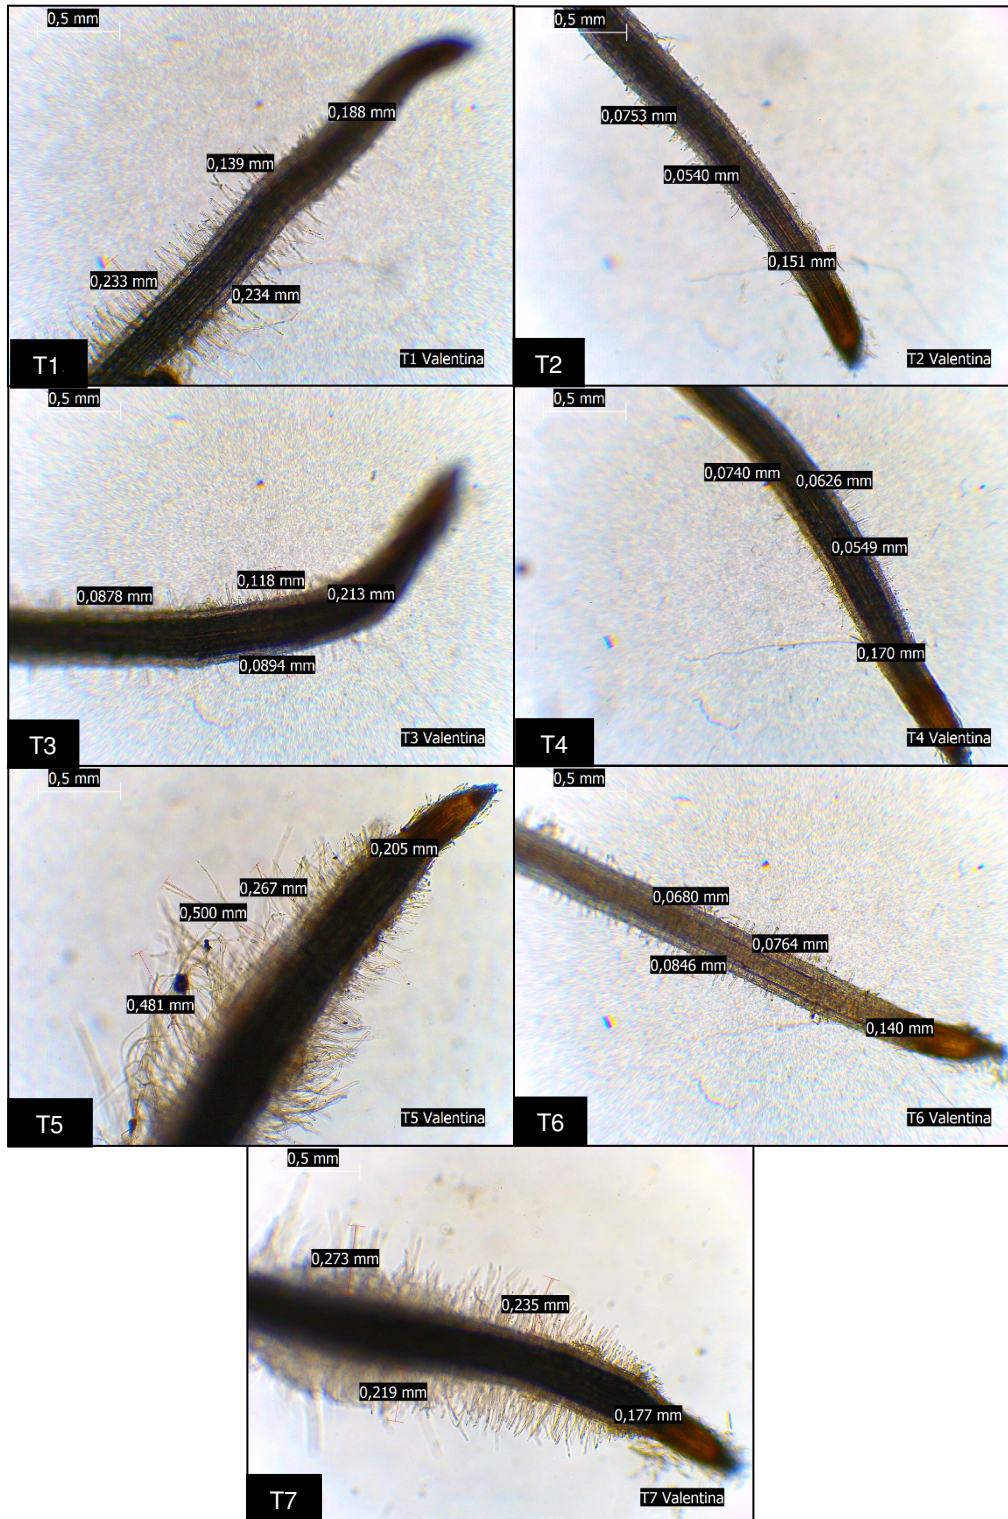 0,5 mm
0,188 mm
0,139 mm
0,233 mm
0,234 mm
T1
T1 Valentina
0,5 mm
0,0753 mm
0,0540 mm
0,151 mm
T2
T2 Valentina
0,5 mm
0,0878 mm
0,118 mm
0,213 mm
0,0894 mm
T3
T3 Valentina
0,5 mm
0,0740 mm
0,0626 mm
0,0549 mm
0,170 mm
T4
T4 Valentina
0,5 mm
0,205 mm
0,267 mm
0,500 mm
0,481 mm
T5
T5 Valentina
0,5 mm
0,0680 mm
0,0764 mm
0,0846 mm
0,140 mm
T6
T6 Valentina
0,5 mm
0,273 mm
0,235 mm
0,219 mm
0,177 mm
T7
T7 Valentina